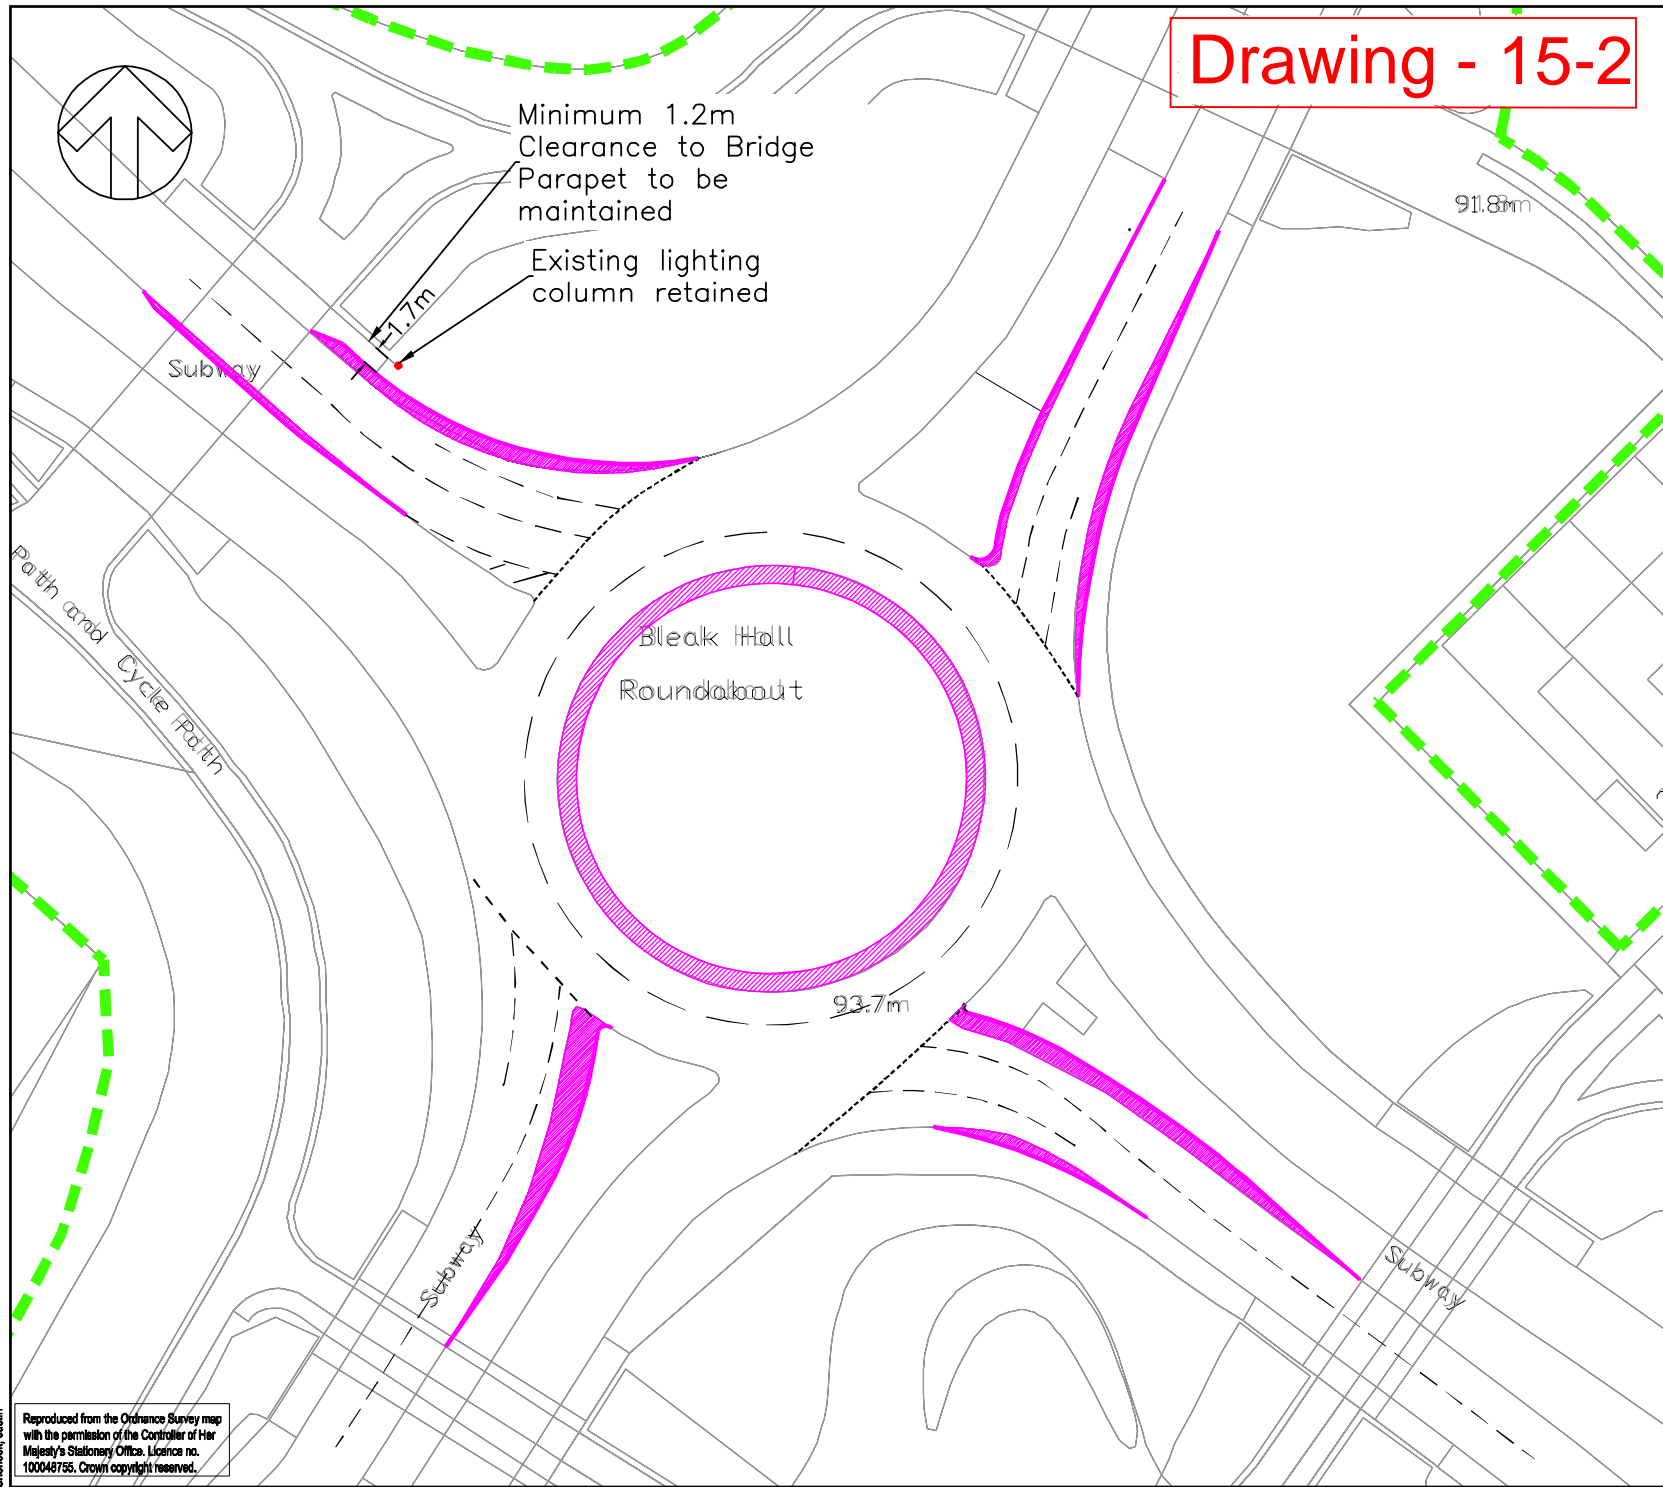 Drawing - 15-2
Minimum 1.2m
Clearance to Bridge
Parapet to be
maintained
91.8m
Existing lighting
column retained
1.7m
Subway
Path and Cycle Path
Bleak Hall
Roundabout
93.7m
Subway
Subway
Reproduced from the Ordnance Survey map
with the permission of the Controller of Her
Majesty's Stationery Office. Licence no.
100048755. Crown copyright reserved.